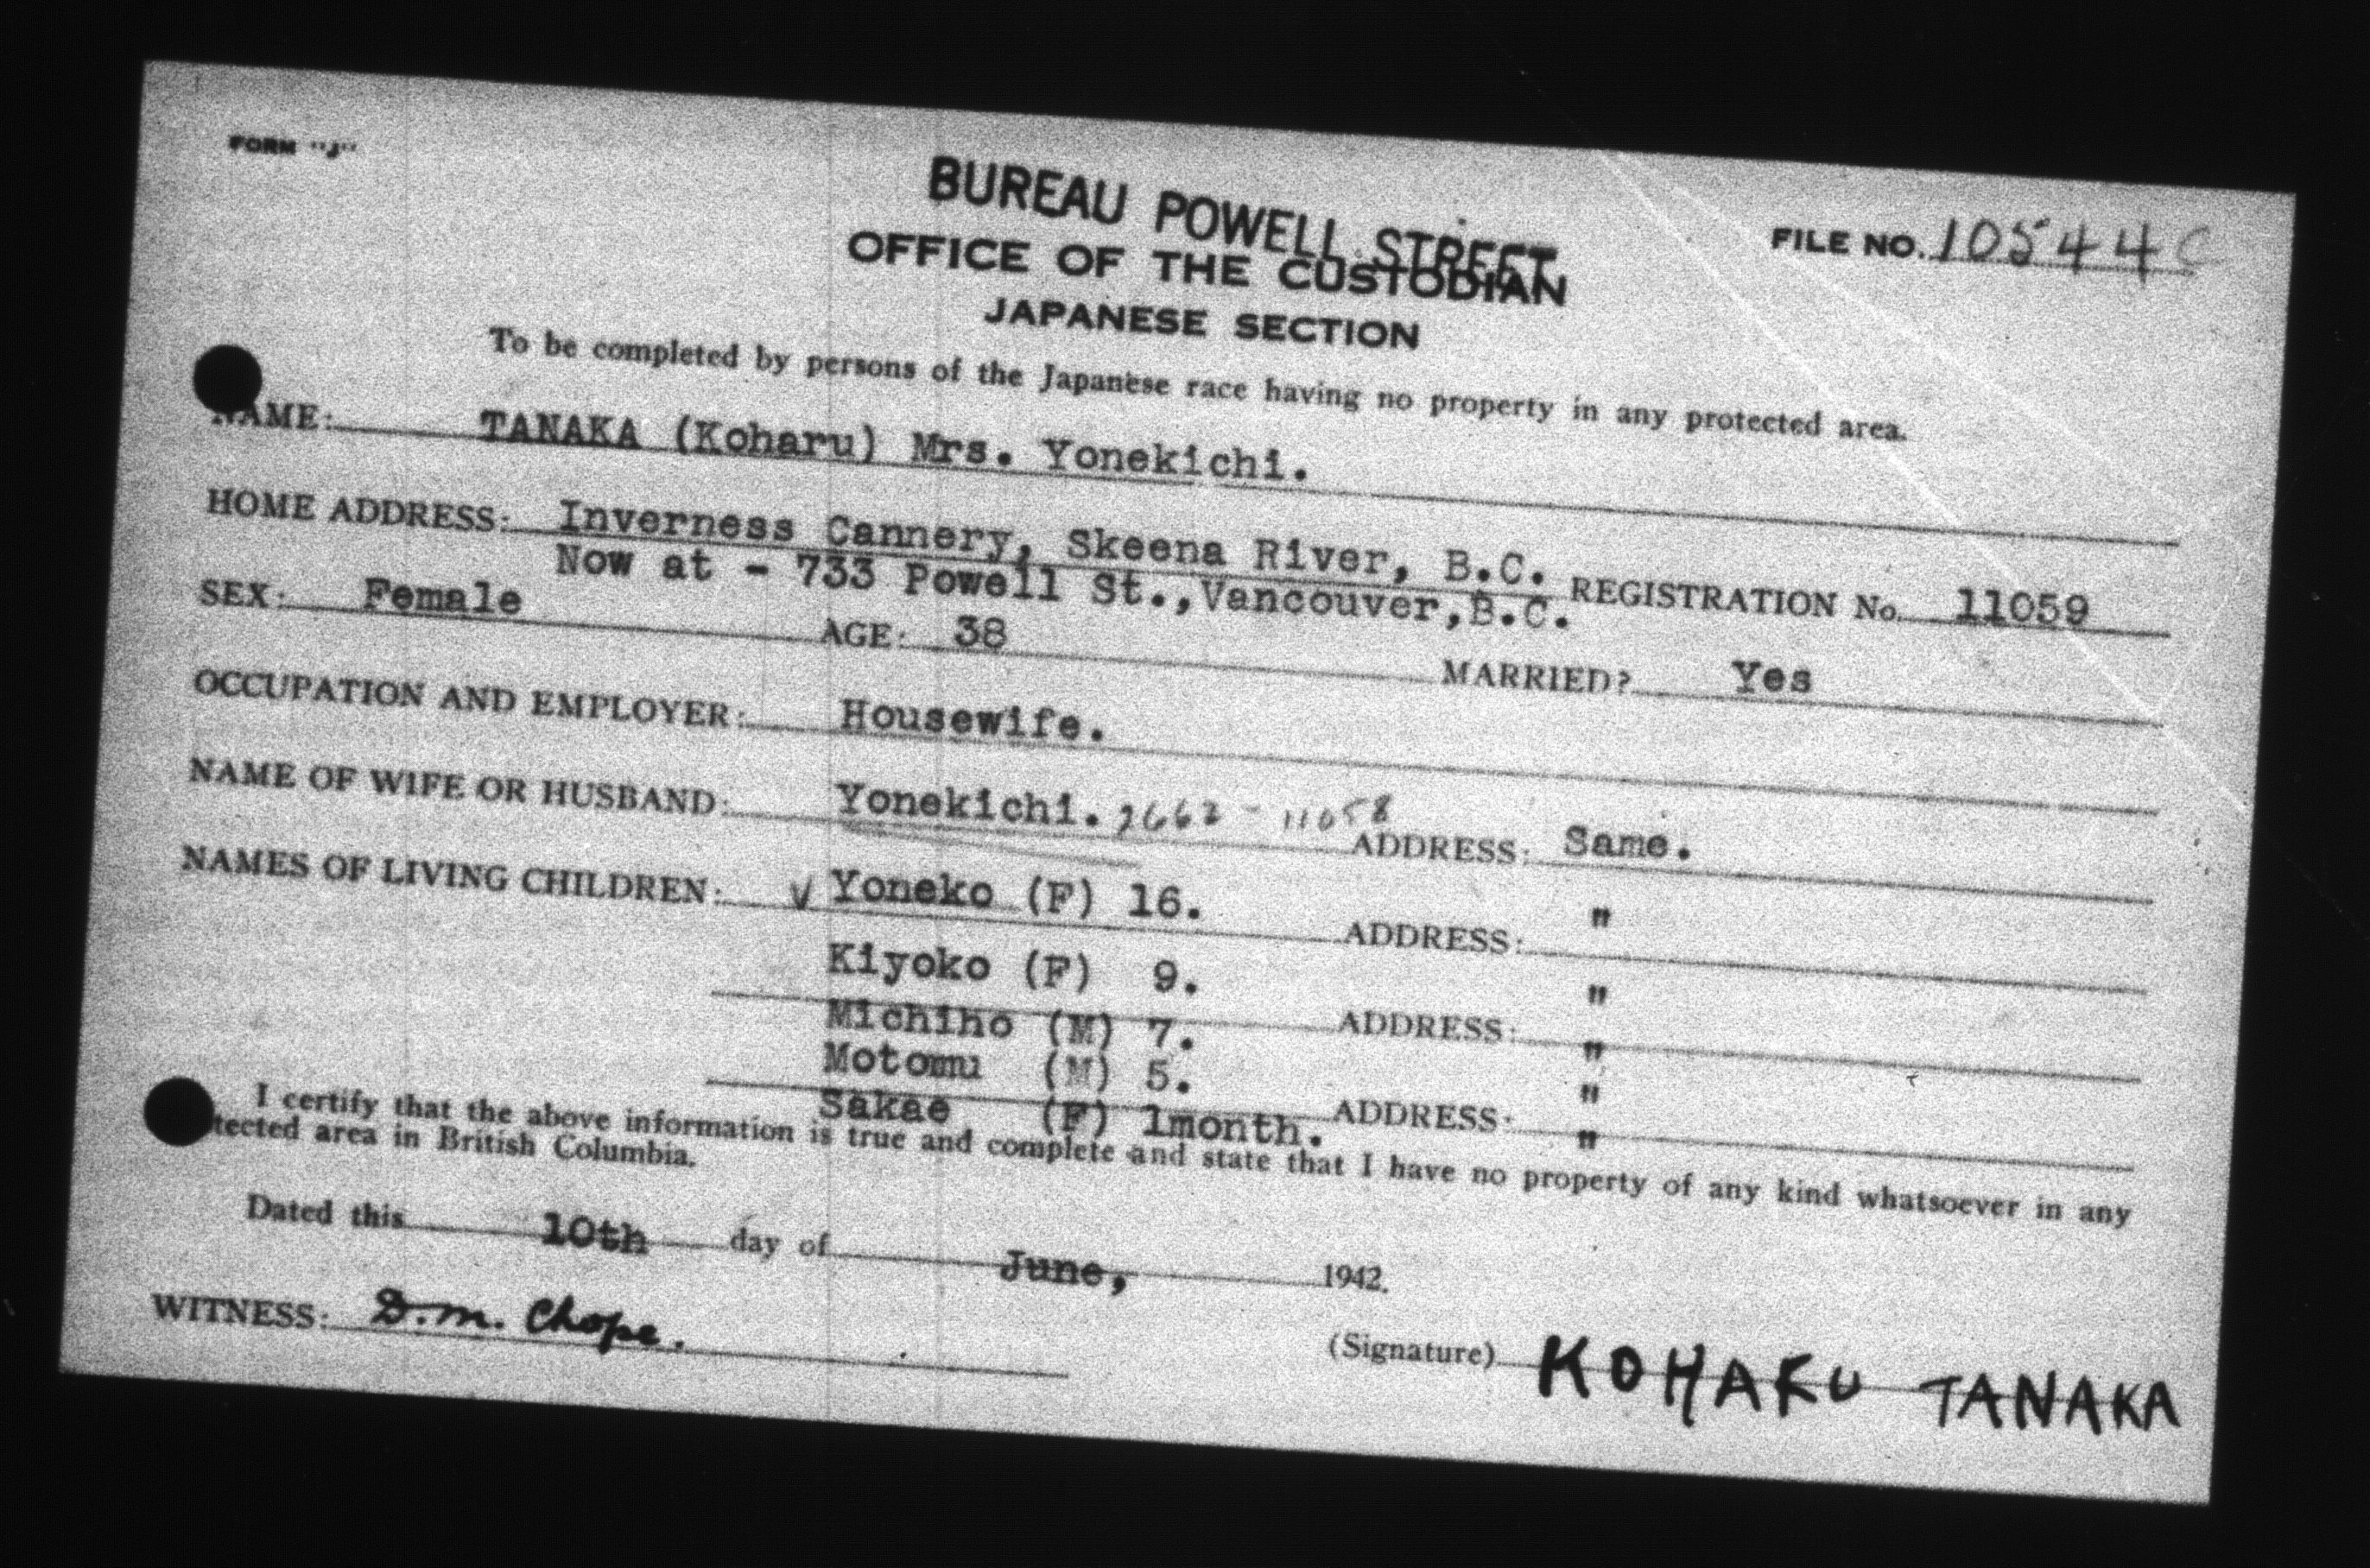 FORM "J"
BUREAU POWELL STREET
FILE NO. 10544 C
OFFICE OF THE CUSTODIAN
JAPANESE SECTION
To be completed by persons of the Japanese race having no property in any protected area.
NAME: TANAKA (Koharu) Mrs. Yonekichi.
HOME ADDRESS: Inverness Cannery, Skeena River, B.C.
Now at - 733 Powell St.,Vancouver,B.C. REGISTRATION No. 11059
SEX: Female AGE: 38 MARRIED? Yes
OCCUPATION AND EMPLOYER: Housewife.
NAME OF WIFE OR HUSBAND: Yonekichi. 2662 - 11058 ADDRESS: Same.
NAMES OF LIVING CHILDREN: √ Yoneko (F) 16. ADDRESS: "
Kiyoko (F) 9. "
Michiho (M) 7. ADDRESS: "
Motomu (M) 5. "
Sakae (F) 1month. ADDRESS: "
I certify that the above information is true and complete and state that I have no property of any kind whatsoever in any
tected area in British Columbia.
Dated this 10th day of June, 1942.
WITNESS: D.M. Chope.
(Signature) KOHAKU TANAKA